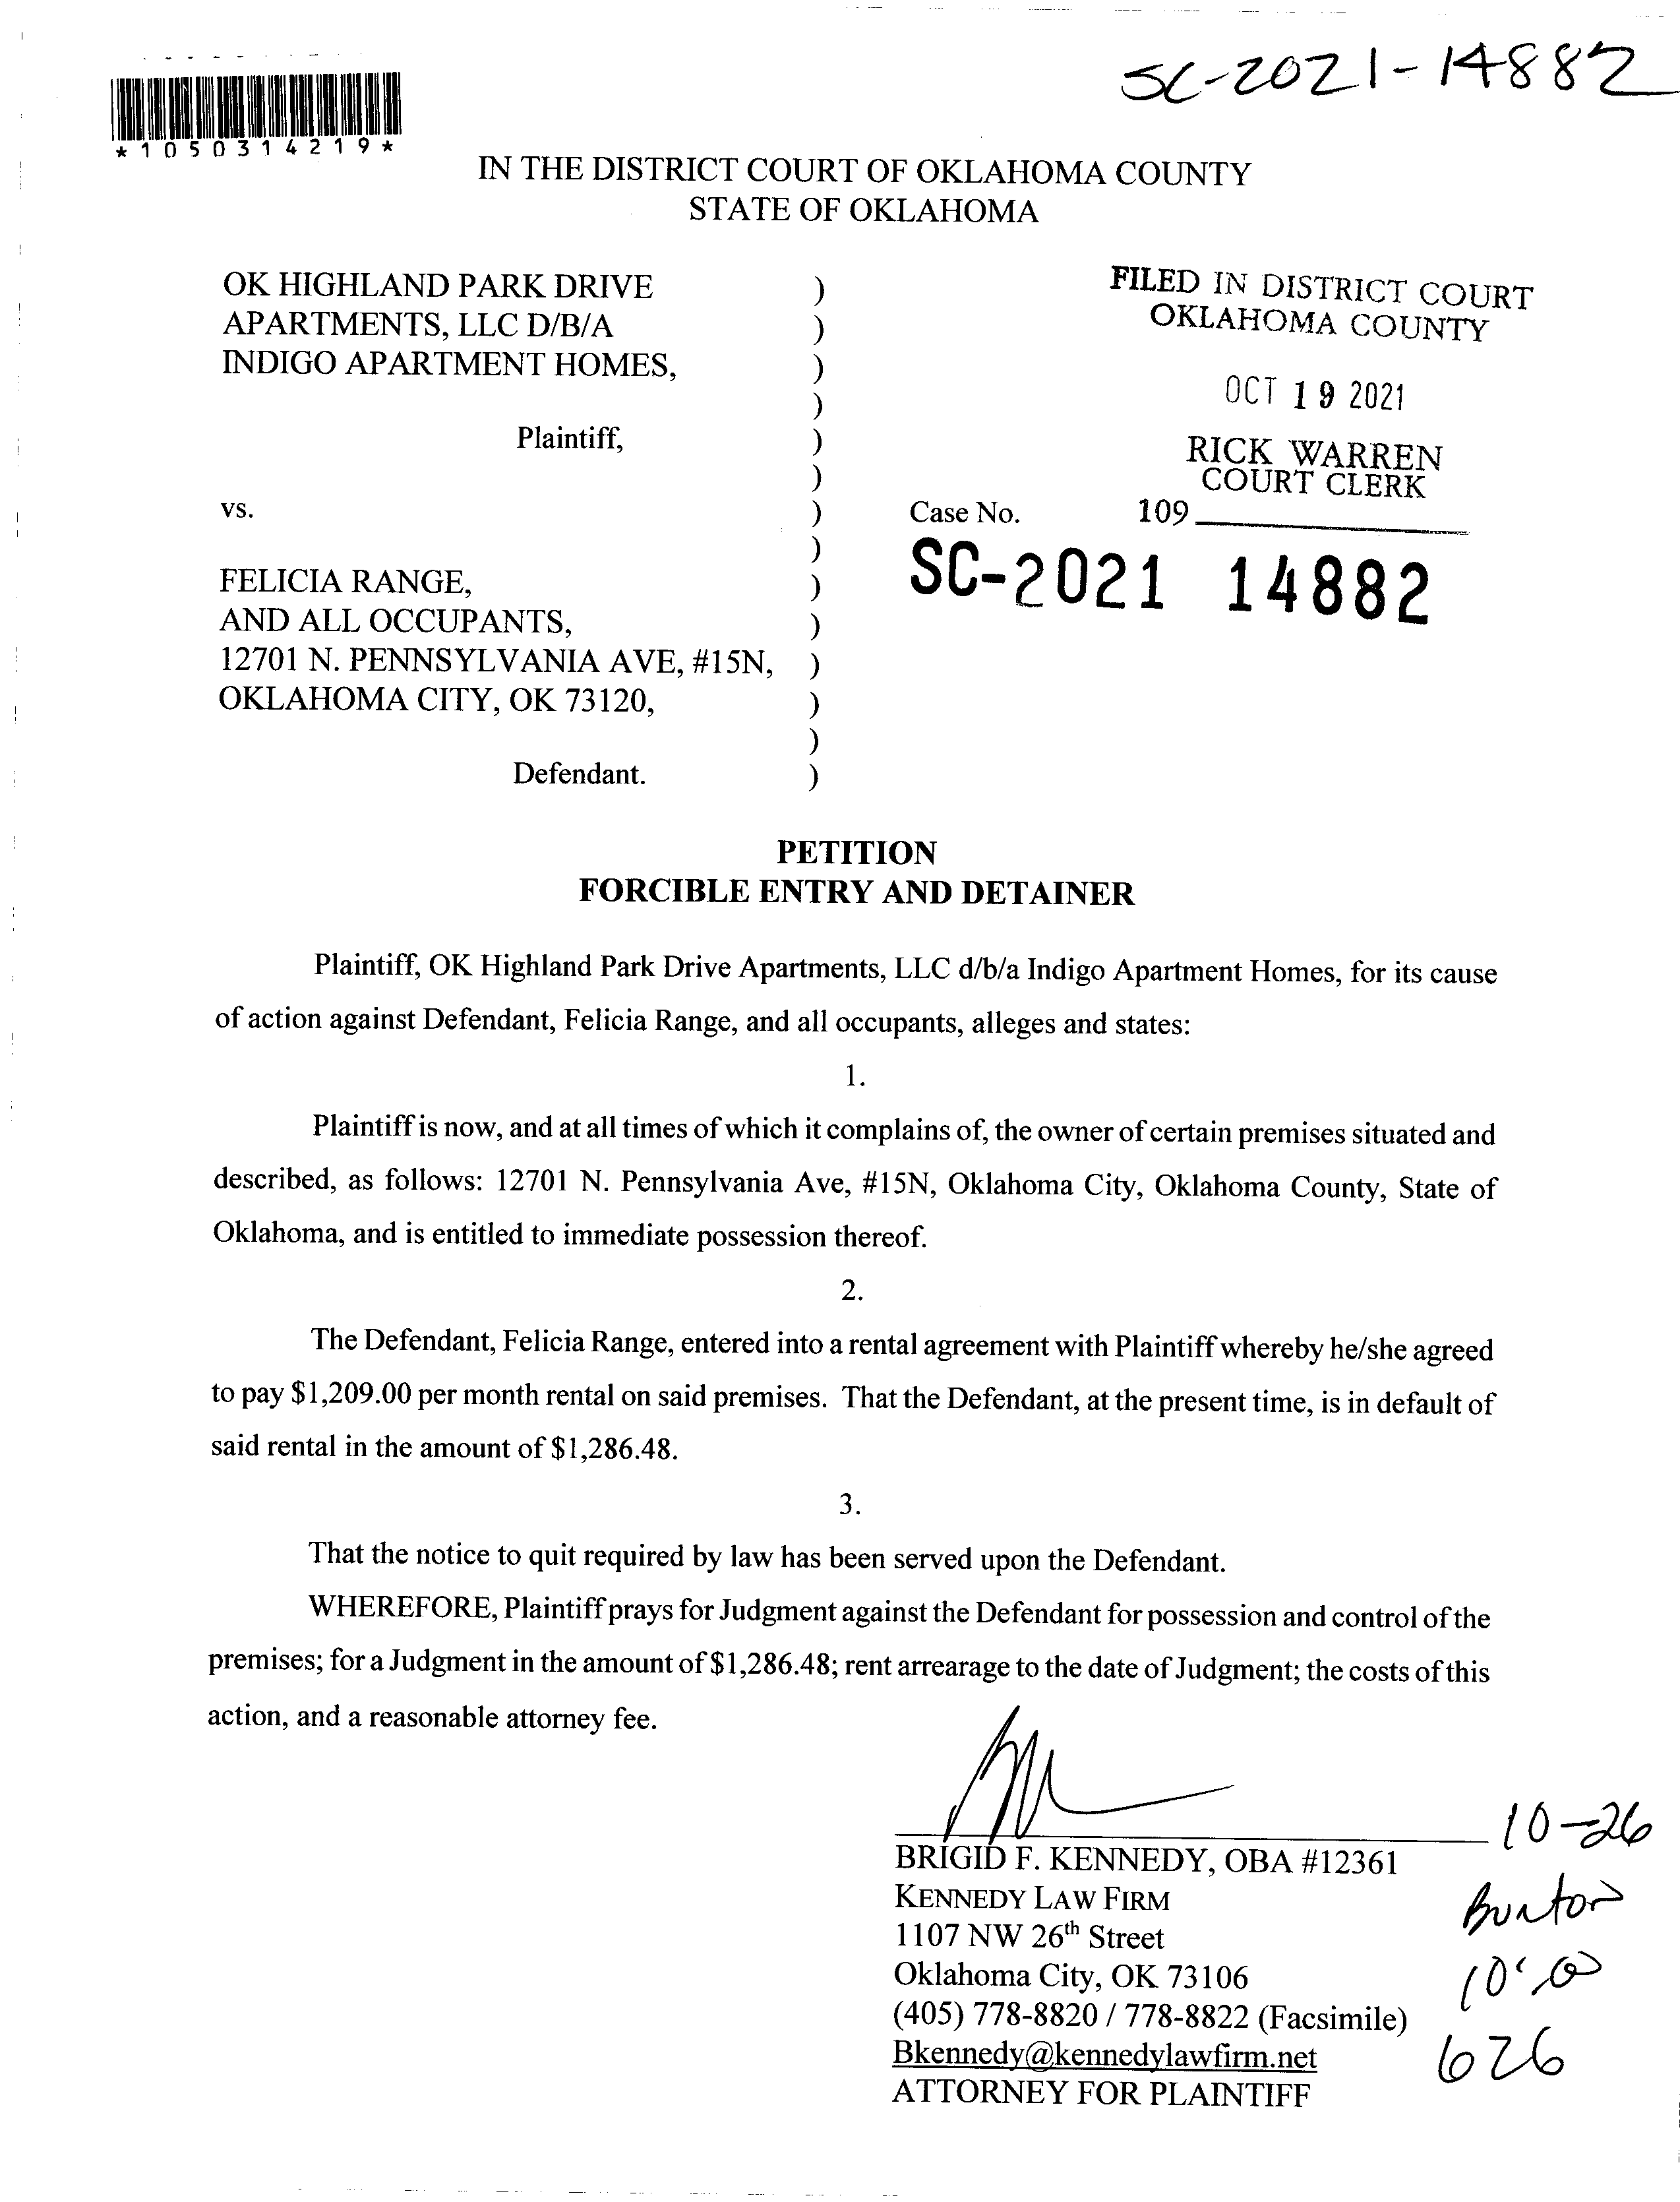 SC-2021-14882
*1050314219*
IN THE DISTRICT COURT OF OKLAHOMA COUNTY
STATE OF OKLAHOMA
OK HIGHLAND PARK DRIVE )
APARTMENTS, LLC D/B/A )
INDIGO APARTMENT HOMES, )
)
Plaintiff, )
)
vs. )
)
FELICIA RANGE, )
AND ALL OCCUPANTS, )
12701 N. PENNSYLVANIA AVE, #15N, )
OKLAHOMA CITY, OK 73120, )
)
Defendant. )
FILED IN DISTRICT COURT
OKLAHOMA COUNTY
OCT 19 2021
RICK WARREN
COURT CLERK
Case No. 109
SC-2021 14882
PETITION
FORCIBLE ENTRY AND DETAINER
Plaintiff, OK Highland Park Drive Apartments, LLC d/b/a Indigo Apartment Homes, for its cause
of action against Defendant, Felicia Range, and all occupants, alleges and states:
1.
Plaintiff is now, and at all times of which it complains of, the owner of certain premises situated and
described, as follows: 12701 N. Pennsylvania Ave, #15N, Oklahoma City, Oklahoma County, State of
Oklahoma, and is entitled to immediate possession thereof.
2.
The Defendant, Felicia Range, entered into a rental agreement with Plaintiff whereby he/she agreed
to pay $1,209.00 per month rental on said premises. That the Defendant, at the present time, is in default of
said rental in the amount of $1,286.48.
3.
That the notice to quit required by law has been served upon the Defendant.
WHEREFORE, Plaintiff prays for Judgment against the Defendant for possession and control of the
premises; for a Judgment in the amount of $1,286.48; rent arrearage to the date of Judgment; the costs of this
action, and a reasonable attorney fee.
BRIGID F. KENNEDY, OBA #12361
KENNEDY LAW FIRM
1107 NW 26th Street
Oklahoma City, OK 73106
(405) 778-8820 / 778-8822 (Facsimile)
Bkennedy@kennedylawfirm.net
ATTORNEY FOR PLAINTIFF
10-26
Burton
10:00
626